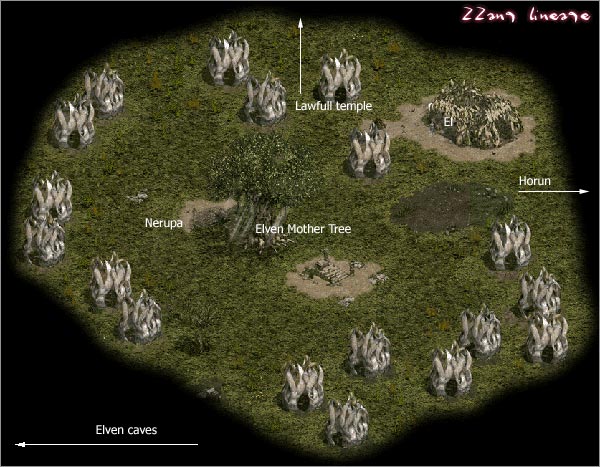 ZZang lineage
Lawfull temple
El
Horun
Nerupa
Elven Mother Tree
Elven caves